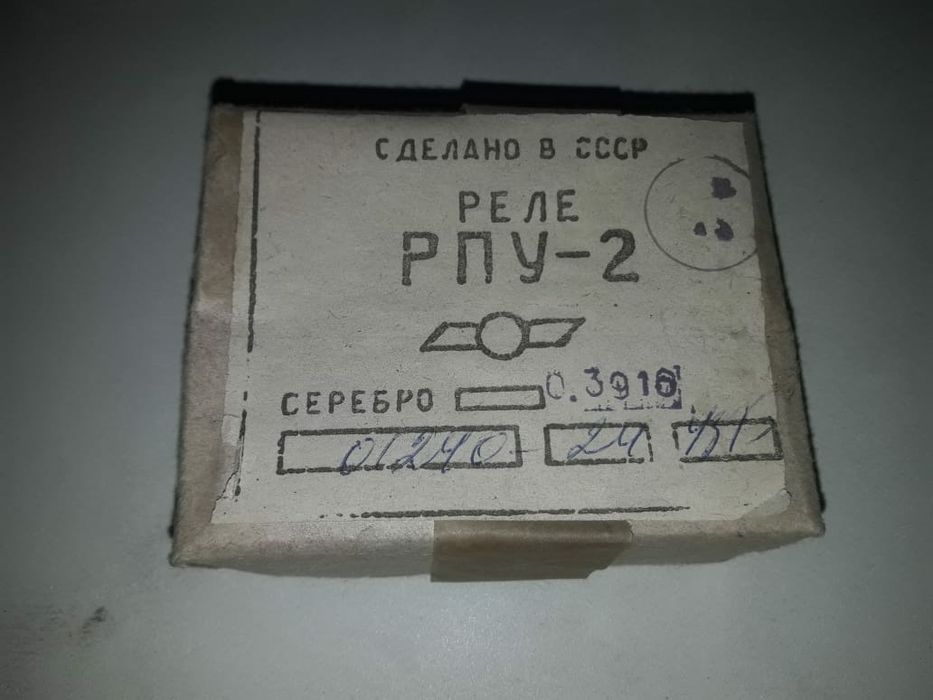 СДЕЛАНО В СССР
РЕЛЕ
РПУ-2
СЕРЕБРО 0.3916
01240- 24